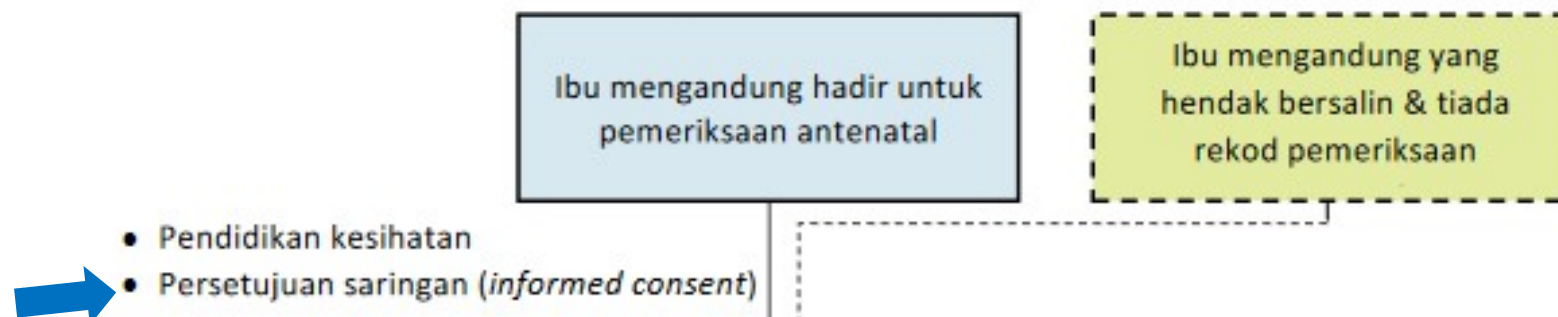 Ibu mengandung hadir untuk
pemeriksaan antenatal
Ibu mengandung yang
hendak bersalin & tiada
rekod pemeriksaan
• Pendidikan kesihatan
• Persetujuan saringan (informed consent)